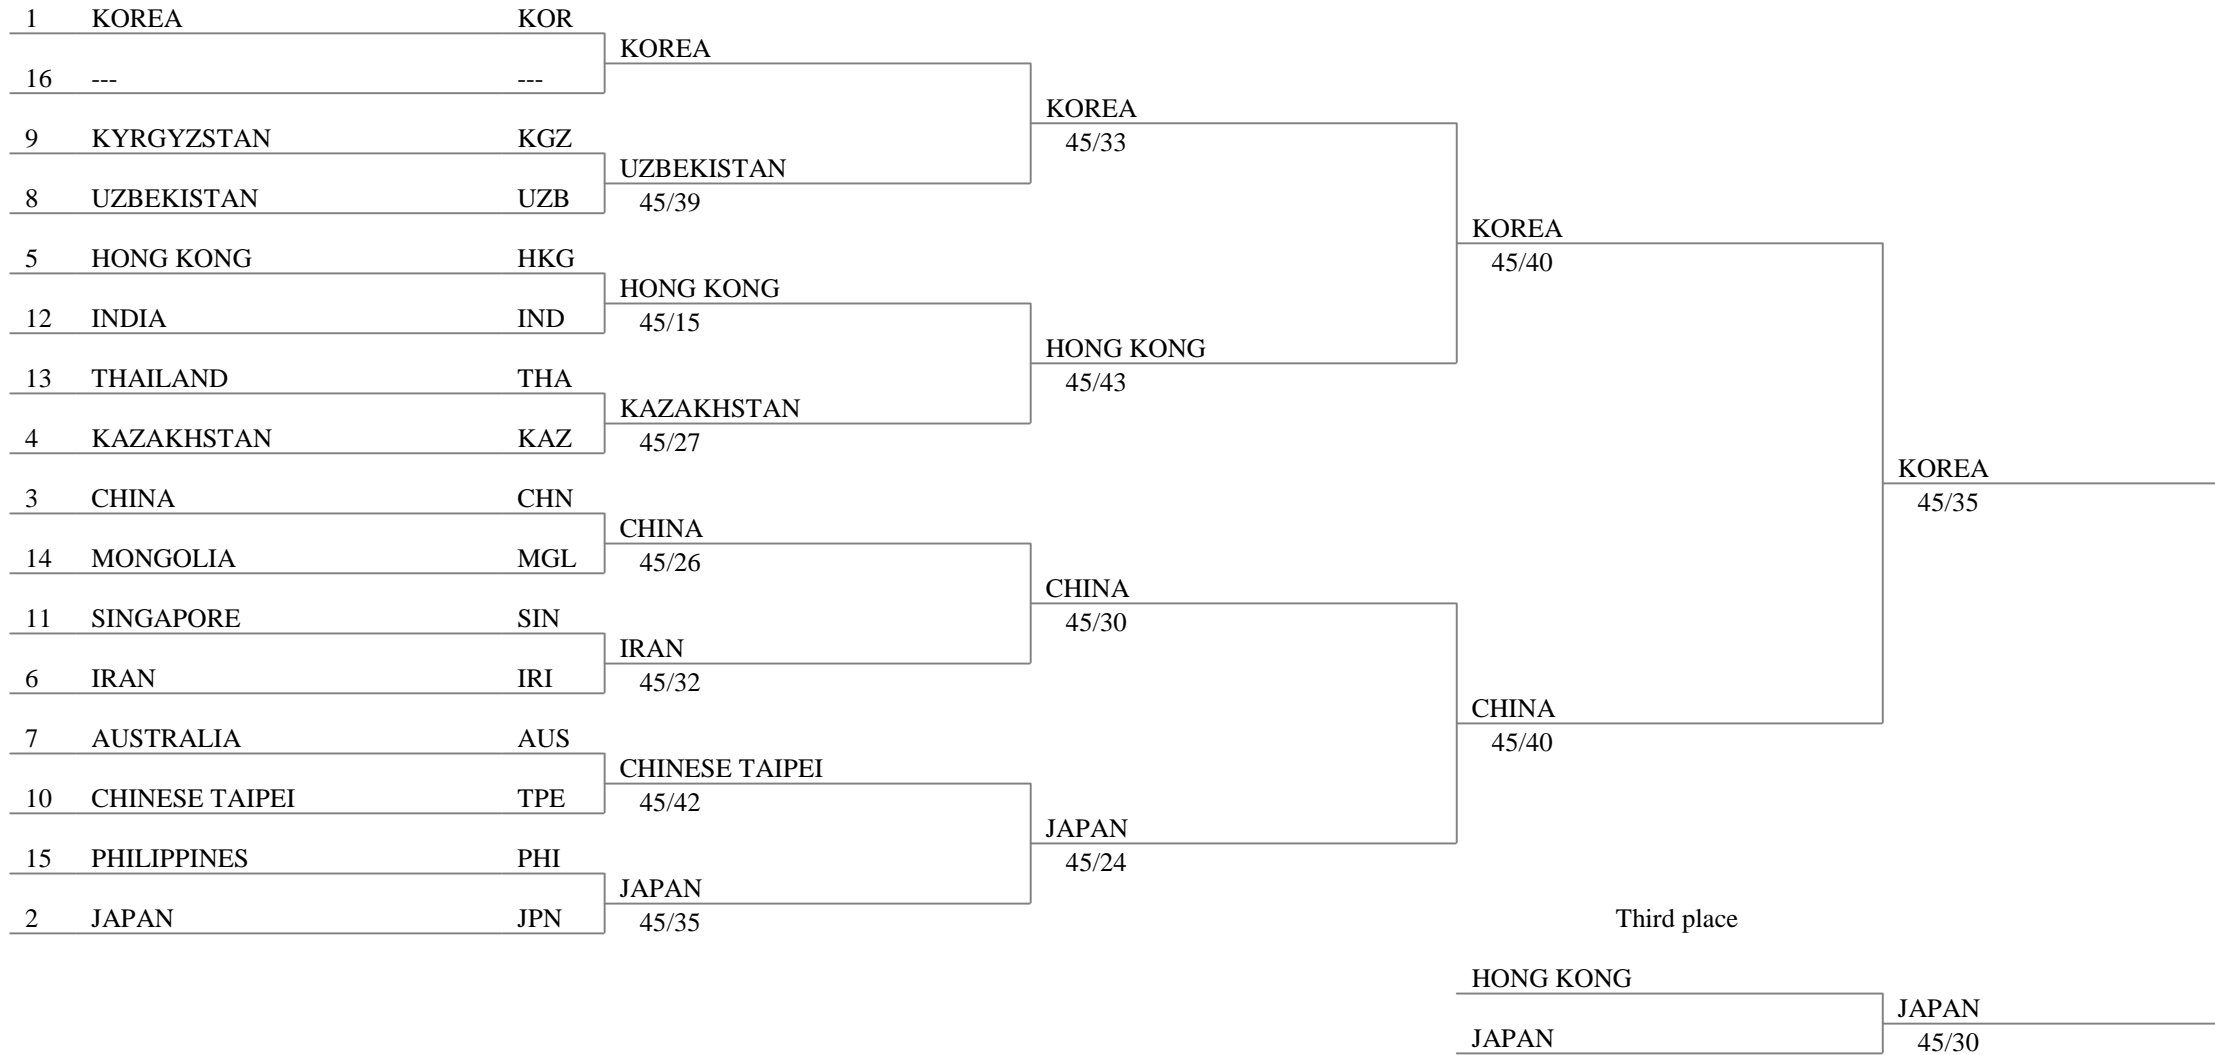 1 KOREA KOR
16 --- ---
9 KYRGYZSTAN KGZ
8 UZBEKISTAN UZB
5 HONG KONG HKG
12 INDIA IND
13 THAILAND THA
4 KAZAKHSTAN KAZ
3 CHINA CHN
14 MONGOLIA MGL
11 SINGAPORE SIN
6 IRAN IRI
7 AUSTRALIA AUS
10 CHINESE TAIPEI TPE
15 PHILIPPINES PHI
2 JAPAN JPN
KOREA
UZBEKISTAN
45/39
HONG KONG
45/15
KAZAKHSTAN
45/27
CHINA
45/26
IRAN
45/32
CHINESE TAIPEI
45/42
JAPAN
45/35
KOREA
45/33
HONG KONG
45/43
CHINA
45/30
JAPAN
45/24
KOREA
45/40
CHINA
45/40
KOREA
45/35
Third place
HONG KONG
JAPAN
JAPAN
45/30